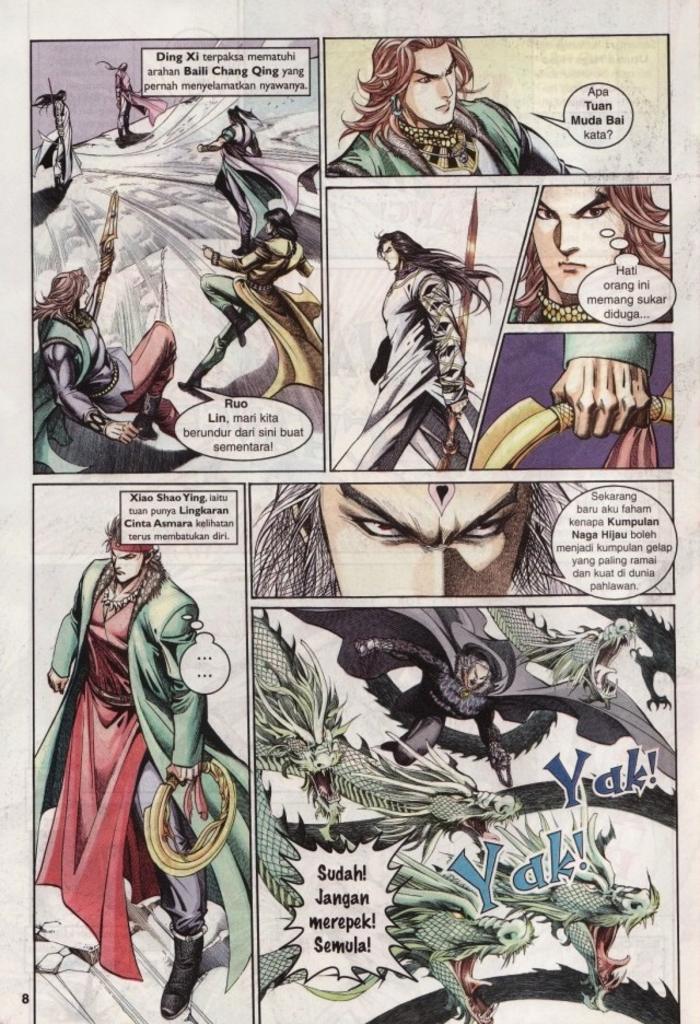 Ding Xi terpaksa mematuhi
arahan Baili Chang Qing yang
pernah menyelamatkan nyawanya.
Apa
Tuan
Muda Bai
kata?
Hati
orang ini
memang sukar
diduga...
Ruo
Lin, mari kita
berundur dari sini buat
sementara!
Xiao Shao Ying, iaitu
tuan punya Lingkaran
Cinta Asmara kelihatan
terus membatukan diri.
Sekarang
baru aku faham
kenapa Kumpulan
Naga Hijau boleh
menjadi kumpulan gelap
yang paling ramai
dan kuat di dunia
pahlawan.
...
...
Yak!
Yak!
Sudah!
Jangan
merepek!
Semula!
8